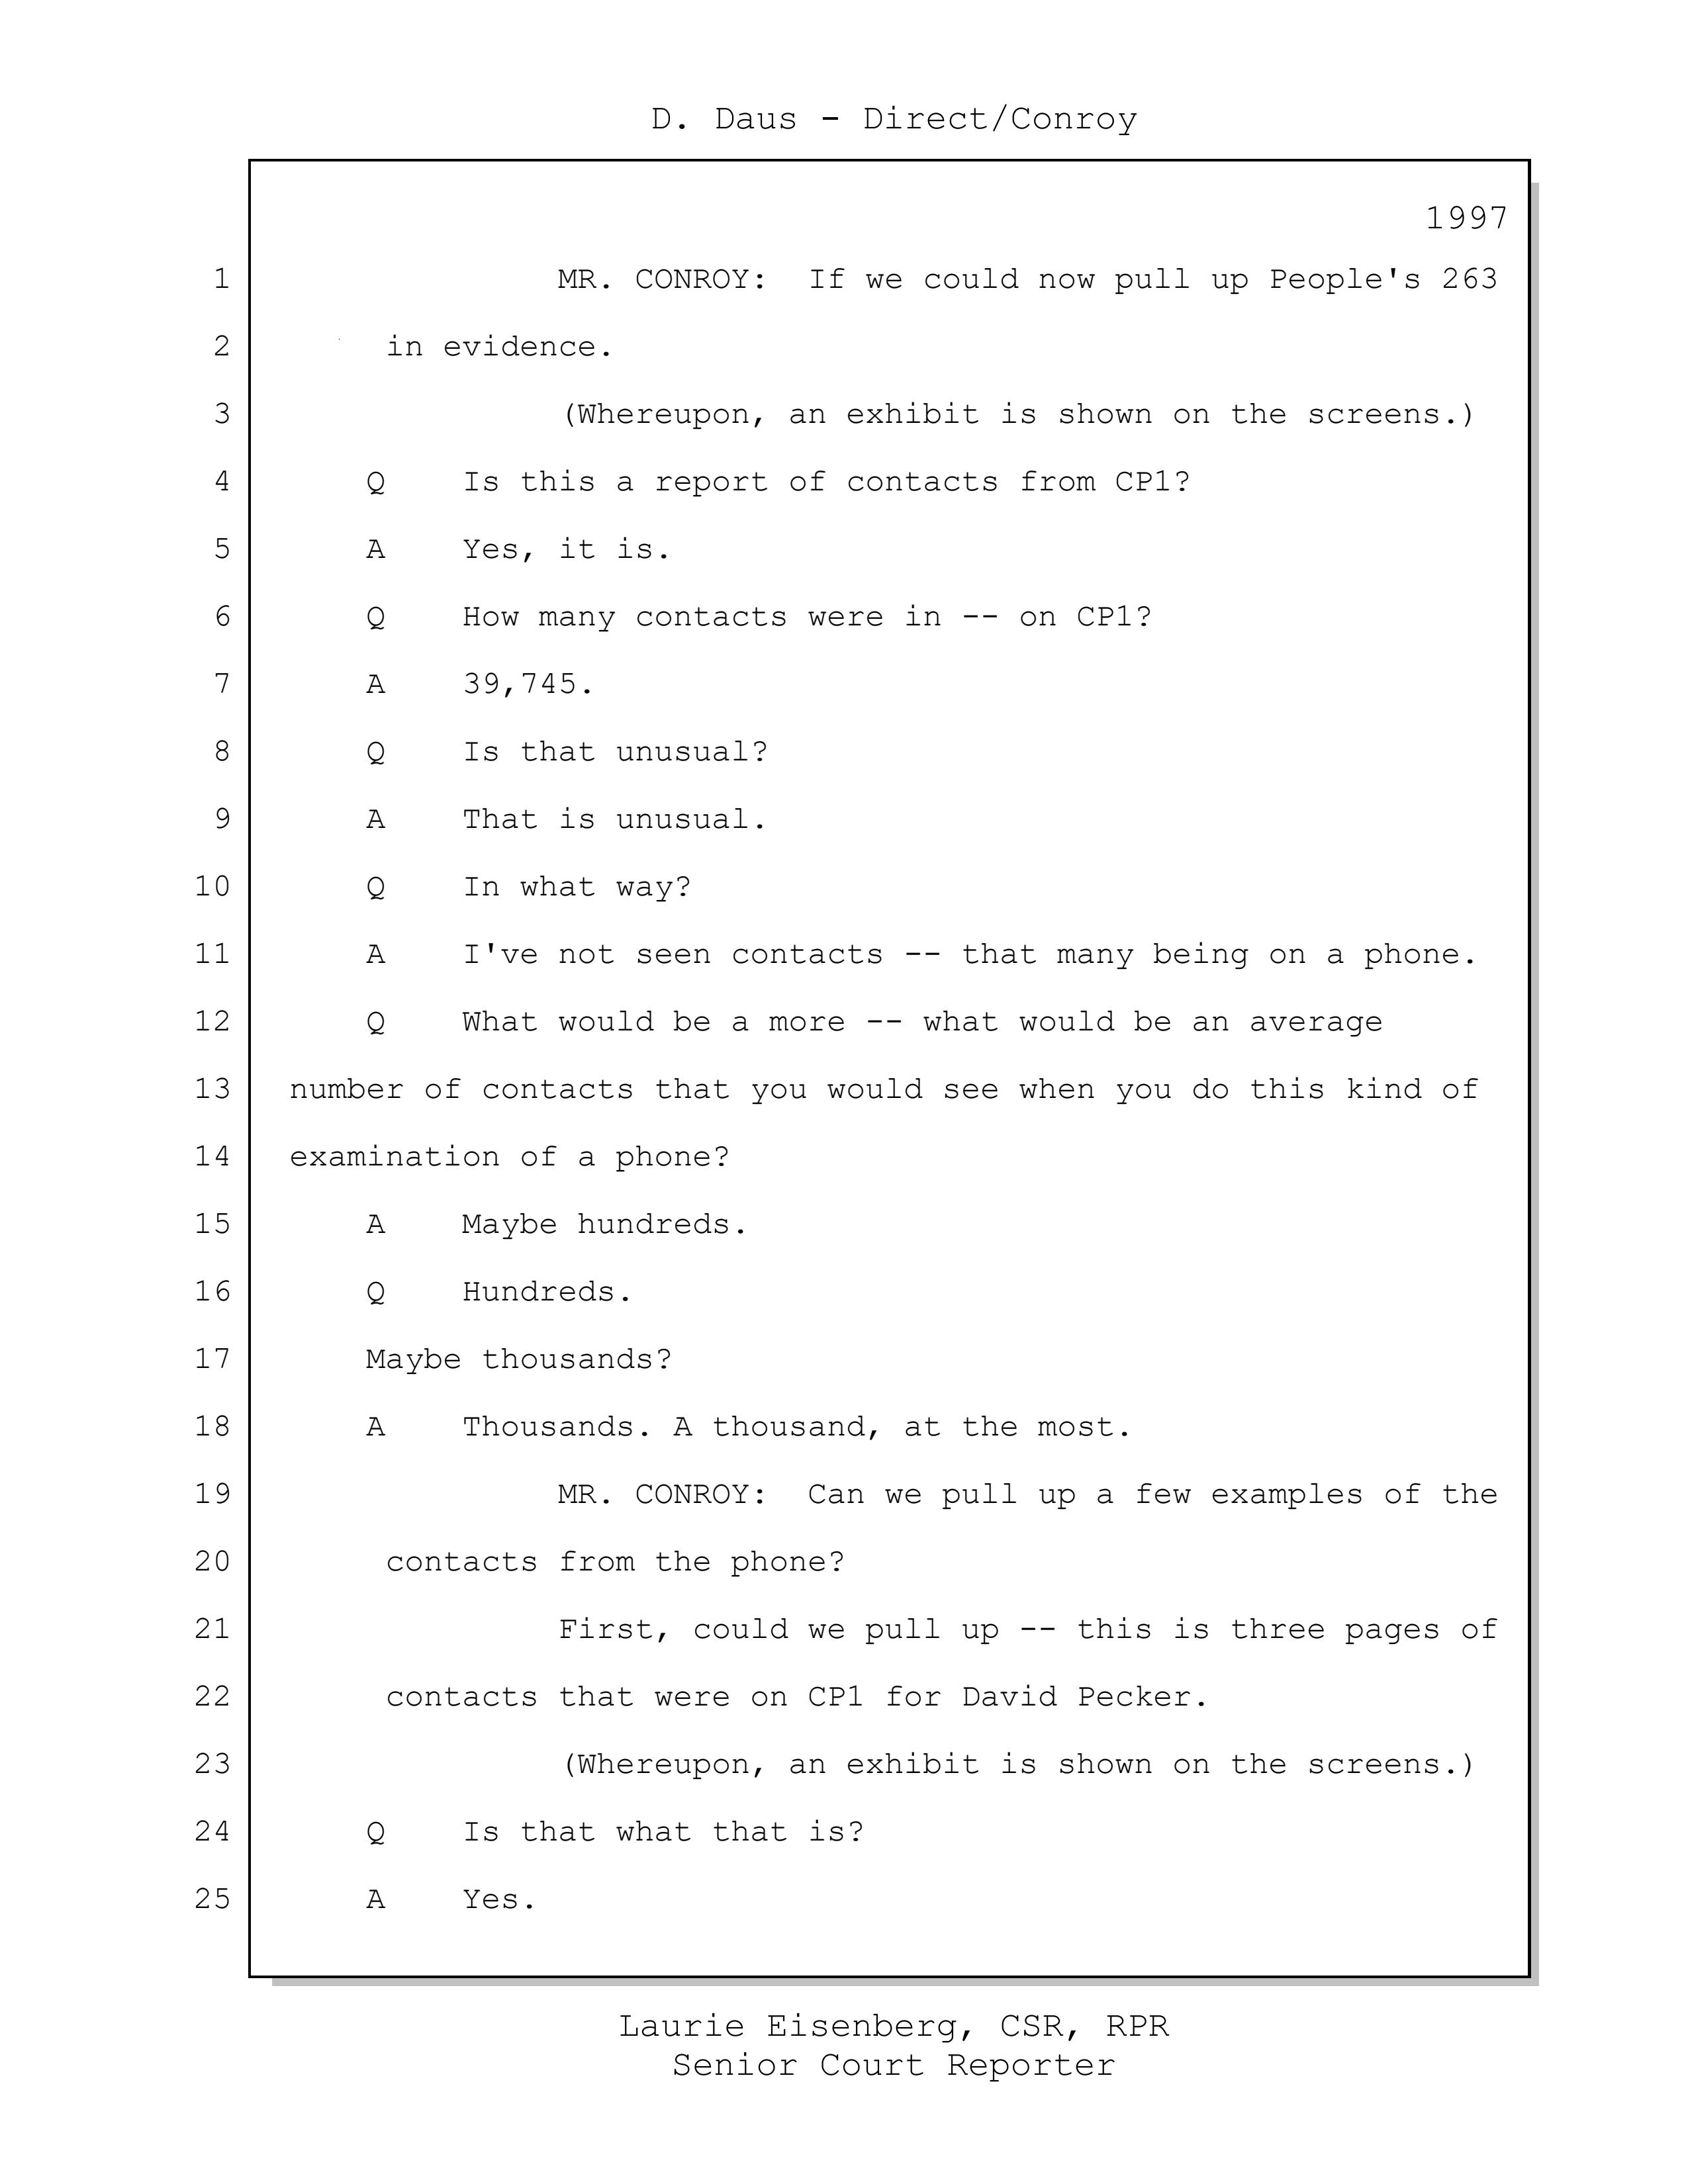 D. Daus - Direct/Conroy
1997
1 MR. CONROY: If we could now pull up People's 263
2 in evidence.
3 (Whereupon, an exhibit is shown on the screens.)
4 Q Is this a report of contacts from CP1?
5 A Yes, it is.
6 Q How many contacts were in -- on CP1?
7 A 39,745.
8 Q Is that unusual?
9 A That is unusual.
10 Q In what way?
11 A I've not seen contacts -- that many being on a phone.
12 Q What would be a more -- what would be an average
13 number of contacts that you would see when you do this kind of
14 examination of a phone?
15 A Maybe hundreds.
16 Q Hundreds.
17 Maybe thousands?
18 A Thousands. A thousand, at the most.
19 MR. CONROY: Can we pull up a few examples of the
20 contacts from the phone?
21 First, could we pull up -- this is three pages of
22 contacts that were on CP1 for David Pecker.
23 (Whereupon, an exhibit is shown on the screens.)
24 Q Is that what that is?
25 A Yes.
Laurie Eisenberg, CSR, RPR
Senior Court Reporter